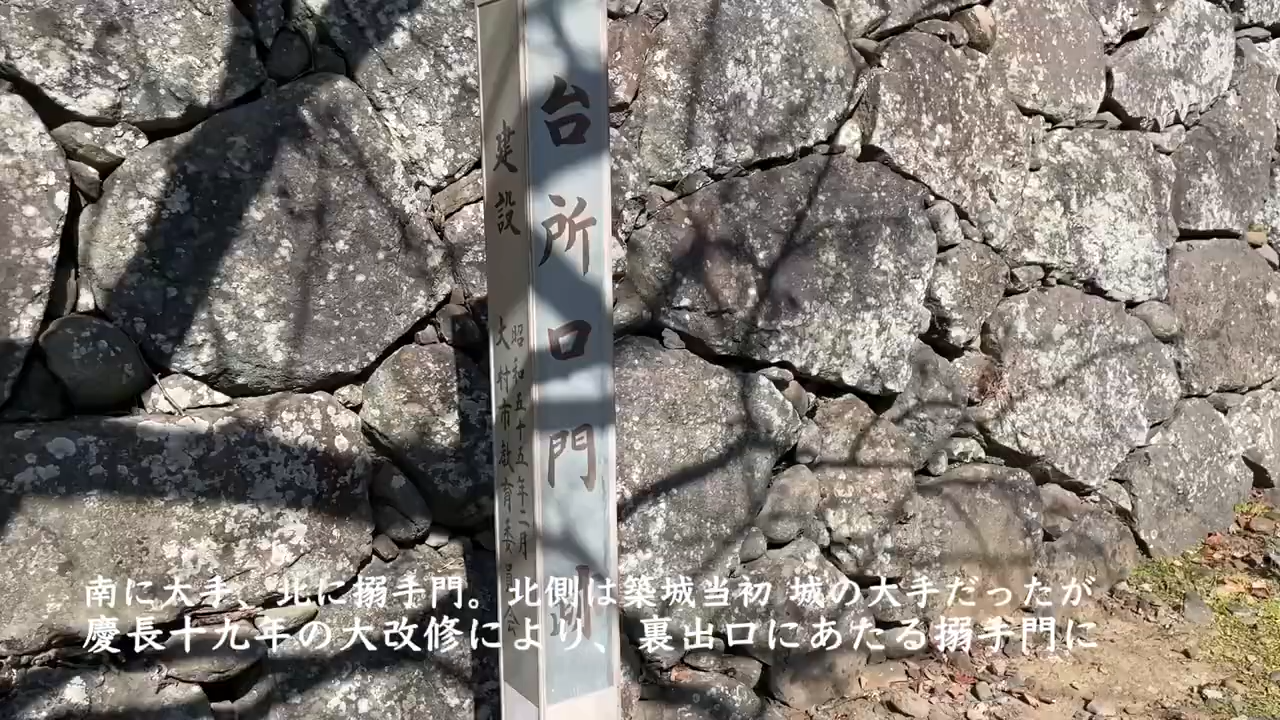 台所口門跡
昭和五十五年二月
建設 大村市教育委員会
南に大手、北に搦手門。北側は築城当初 城の大手だったが
慶長十九年の大改修により、裏出口にあたる搦手門に